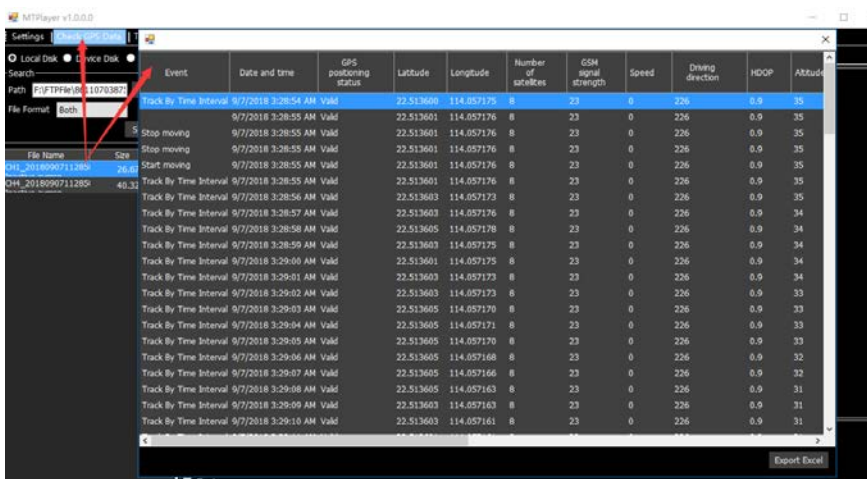 MTPlayer v1.0.0.0
Settings Check GPS Data
Local Disk Device Disk
Search
Path
File Format Both
File Name Size
Event Date and time GPS positioning status Latitude Longitude Number of satellites GSM signal strength Speed Driving direction HDOP Altitude
Track By Time Interval 9/7/2018 3:28:54 AM Valid 22.513600 114.057175 8 23 0 226 0.9 35
9/7/2018 3:28:55 AM Valid 22.513601 114.057176 8 23 0 226 0.9 35
Stop moving 9/7/2018 3:28:55 AM Valid 22.513601 114.057176 8 23 0 226 0.9 35
Stop moving 9/7/2018 3:28:55 AM Valid 22.513601 114.057176 8 23 0 226 0.9 35
Start moving 9/7/2018 3:28:55 AM Valid 22.513601 114.057176 8 23 0 226 0.9 35
Track By Time Interval 9/7/2018 3:28:55 AM Valid 22.513601 114.057176 8 23 0 226 0.9 35
Track By Time Interval 9/7/2018 3:28:56 AM Valid 22.513603 114.057173 8 23 0 226 0.9 35
Track By Time Interval 9/7/2018 3:28:57 AM Valid 22.513603 114.057176 8 23 0 226 0.9 34
Track By Time Interval 9/7/2018 3:28:58 AM Valid 22.513605 114.057178 8 23 0 226 0.9 34
Track By Time Interval 9/7/2018 3:28:59 AM Valid 22.513603 114.057175 8 23 0 226 0.9 34
Track By Time Interval 9/7/2018 3:29:00 AM Valid 22.513601 114.057175 8 23 0 226 0.9 34
Track By Time Interval 9/7/2018 3:29:01 AM Valid 22.513603 114.057173 8 23 0 226 0.9 34
Track By Time Interval 9/7/2018 3:29:02 AM Valid 22.513603 114.057173 8 23 0 226 0.9 33
Track By Time Interval 9/7/2018 3:29:03 AM Valid 22.513605 114.057170 8 23 0 226 0.9 33
Track By Time Interval 9/7/2018 3:29:04 AM Valid 22.513605 114.057171 8 23 0 226 0.9 33
Track By Time Interval 9/7/2018 3:29:05 AM Valid 22.513605 114.057170 8 23 0 226 0.9 33
Track By Time Interval 9/7/2018 3:29:06 AM Valid 22.513605 114.057168 8 23 0 226 0.9 32
Track By Time Interval 9/7/2018 3:29:07 AM Valid 22.513605 114.057166 8 23 0 226 0.9 32
Track By Time Interval 9/7/2018 3:29:08 AM Valid 22.513605 114.057163 8 23 0 226 0.9 31
Track By Time Interval 9/7/2018 3:29:09 AM Valid 22.513603 114.057163 8 23 0 226 0.9 31
Track By Time Interval 9/7/2018 3:29:10 AM Valid 22.513603 114.057161 8 23 0 226 0.9 31
Export Excel